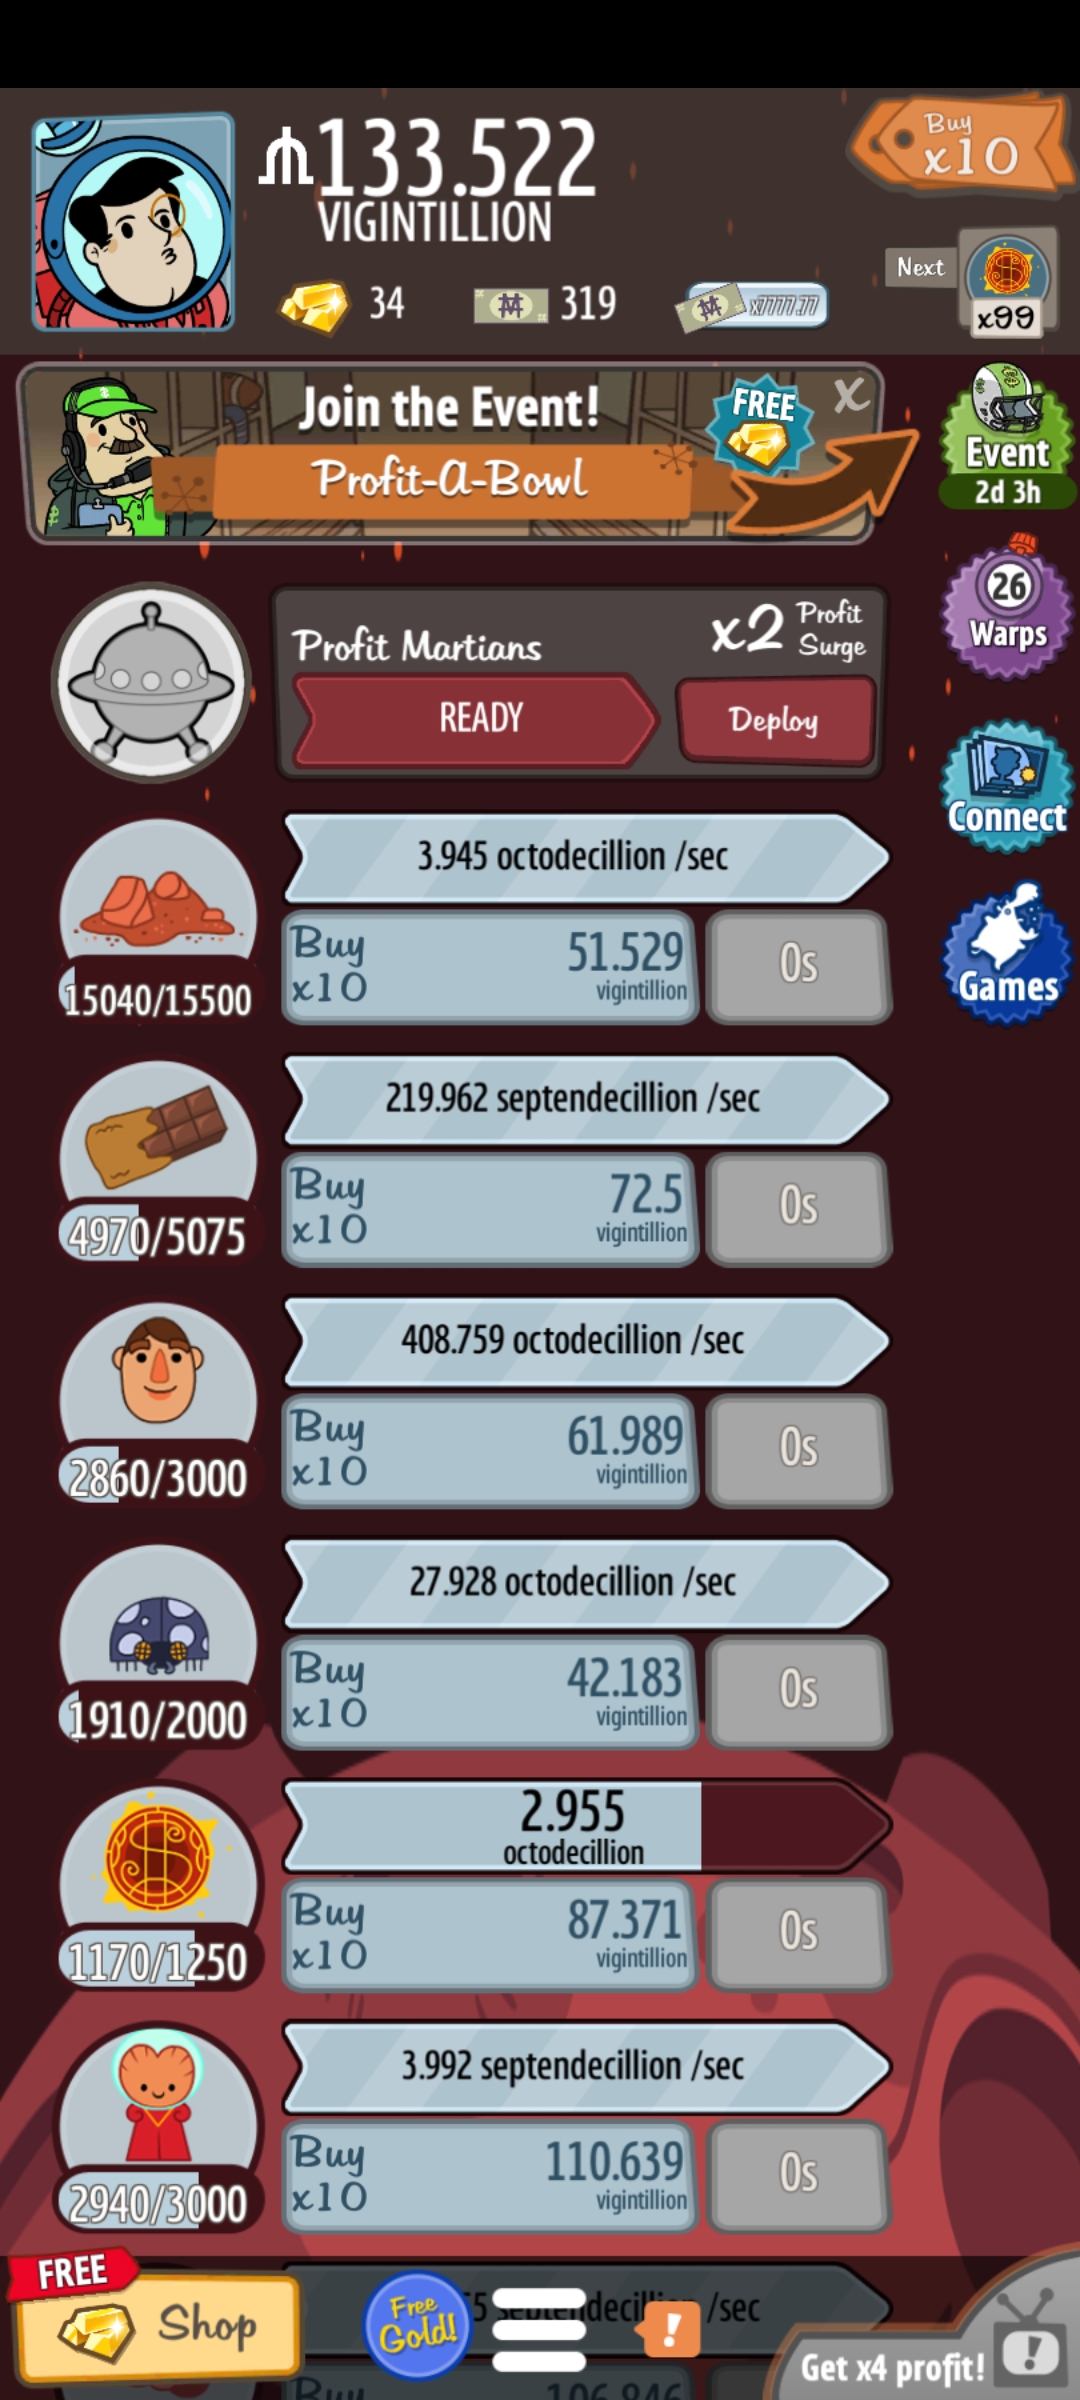 133.522
VIGINTILLION
Buy
x10
34
319
x7777.77
Next
x99
Join the Event!
FREE
X
Profit-A-Bowl
Event
2d 3h
26
Warps
Profit Martians
x2 Profit
Surge
READY
Deploy
Connect
3.945 octodecillion /sec
15040/15500
Buy
x10
51.529
vigintillion
0s
Games
219.962 septendecillion /sec
4970/5075
Buy
x10
72.5
vigintillion
0s
408.759 octodecillion /sec
2860/3000
Buy
x10
61.989
vigintillion
0s
27.928 octodecillion /sec
1910/2000
Buy
x10
42.183
vigintillion
0s
2.955
octodecillion
1170/1250
Buy
x10
87.371
vigintillion
0s
3.992 septendecillion /sec
2940/3000
Buy
x10
110.639
vigintillion
0s
FREE
Shop
Free
Gold!
/sec
!
Get x4 profit!
!
Buy
106.846